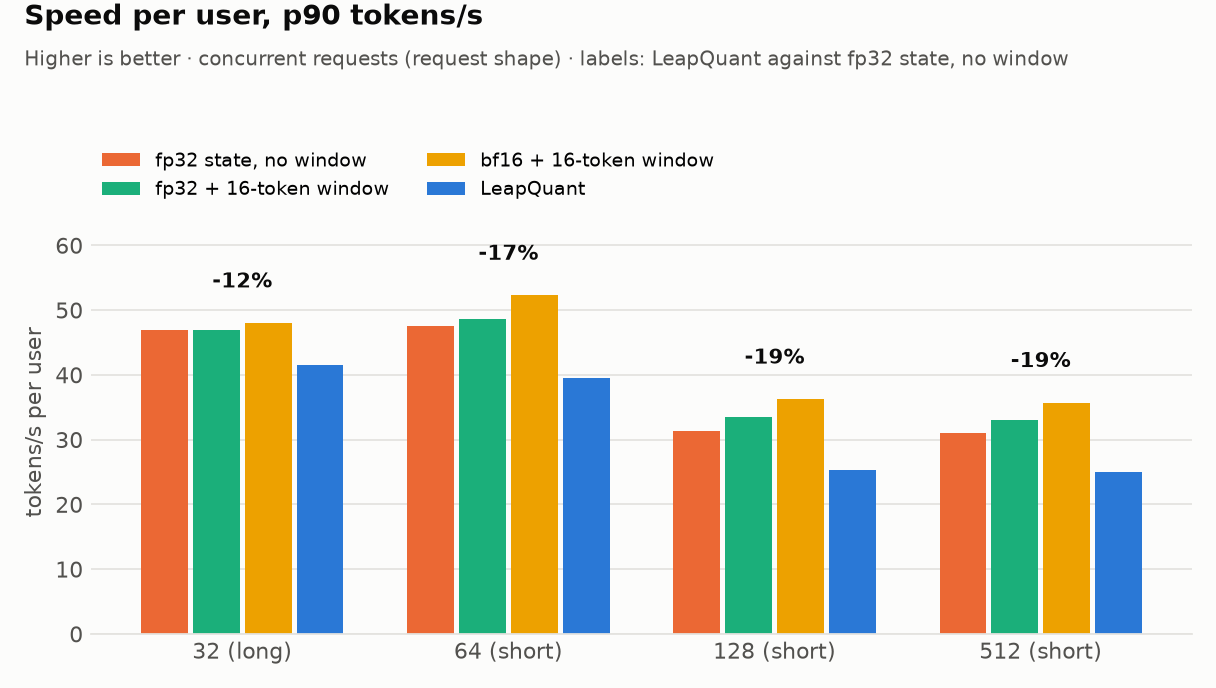 Speed per user, p90 tokens/s
Higher is better · concurrent requests (request shape) · labels: LeapQuant against fp32 state, no window
fp32 state, no window
bf16 + 16-token window
fp32 + 16-token window
LeapQuant
tokens/s per user
60
50
40
30
20
10
0
-12%
-17%
-19%
-19%
32 (long)
64 (short)
128 (short)
512 (short)